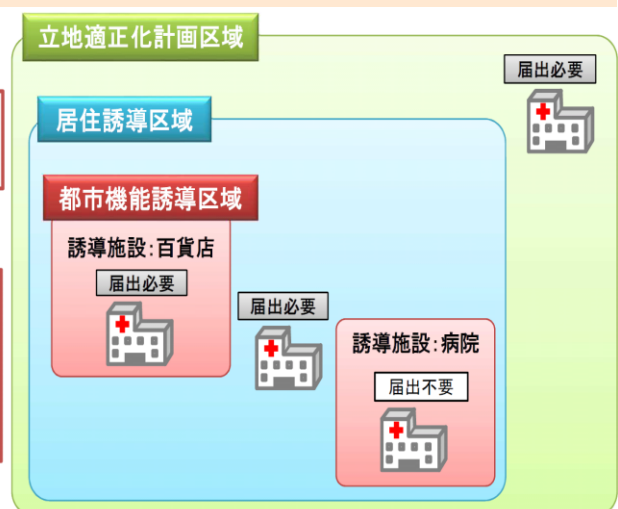 立地適正化計画区域
届出必要
居住誘導区域
都市機能誘導区域
誘導施設:百貨店
届出必要
届出必要
誘導施設:病院
届出不要